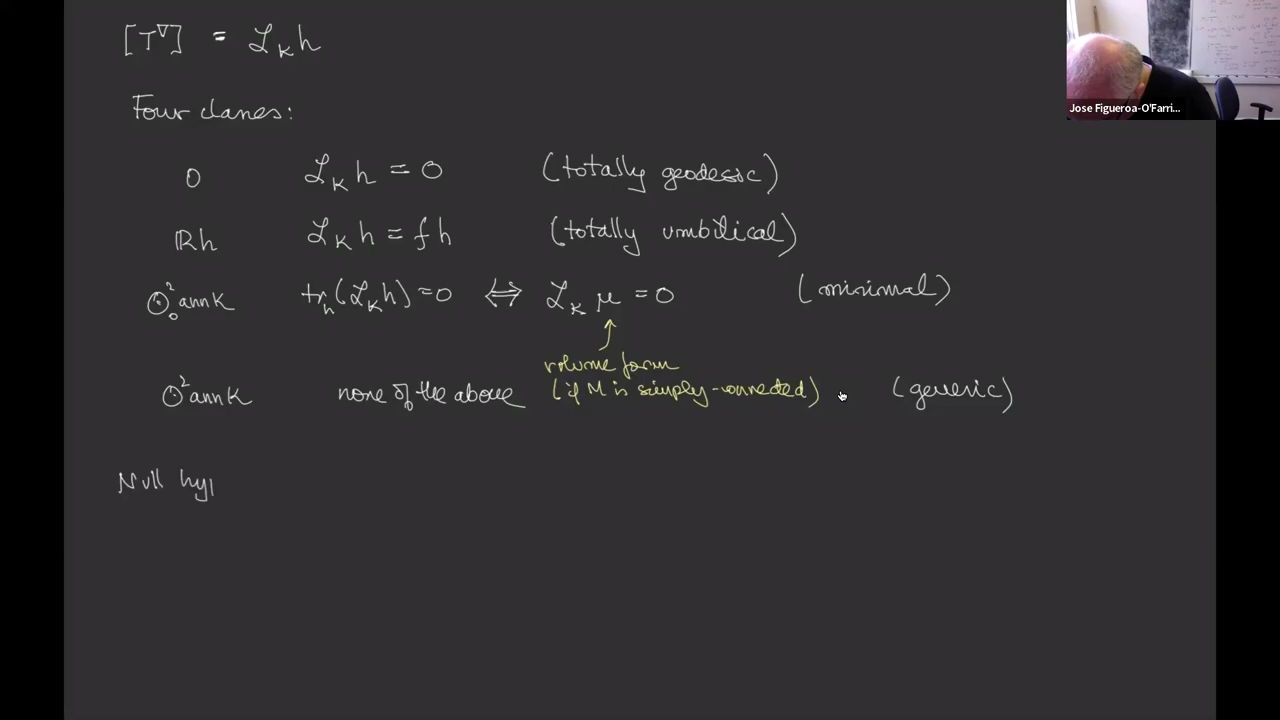 [T^∇] = ℒ_K h
Jose Figueroa-O'Farri...
Four classes:
0 ℒ_K h = 0 (totally geodesic)
ℝh ℒ_K h = f h (totally umbilical)
⊙²₀ ann K tr_h(ℒ_K h) = 0 ⇔ ℒ_K μ = 0 (minimal)
↑
volume form
⊙² ann K none of the above (if M is simply-connected) (generic)
Null hyp